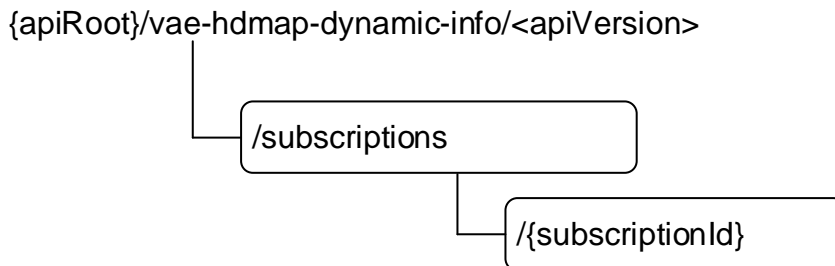 {apiRoot}/vae-hdmap-dynamic-info/<apiVersion>
/subscriptions
/{subscriptionId}